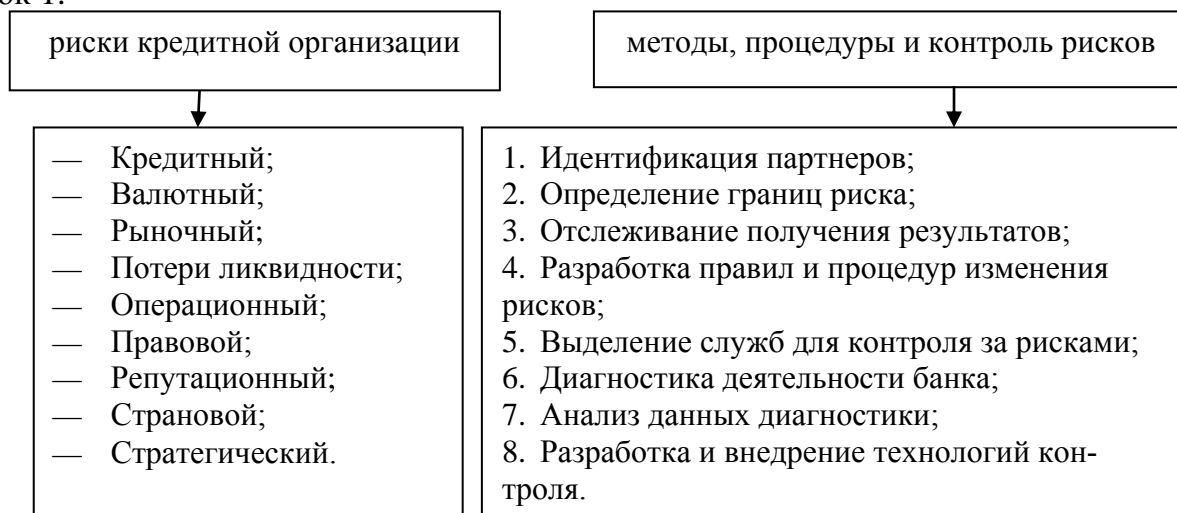 ок 1.
риски кредитной организации
методы, процедуры и контроль рисков
— Кредитный;
— Валютный;
— Рыночный;
— Потери ликвидности;
— Операционный;
— Правовой;
— Репутационный;
— Страновой;
— Стратегический.
1. Идентификация партнеров;
2. Определение границ риска;
3. Отслеживание получения результатов;
4. Разработка правил и процедур изменения
рисков;
5. Выделение служб для контроля за рисками;
6. Диагностика деятельности банка;
7. Анализ данных диагностики;
8. Разработка и внедрение технологий кон-
троля.